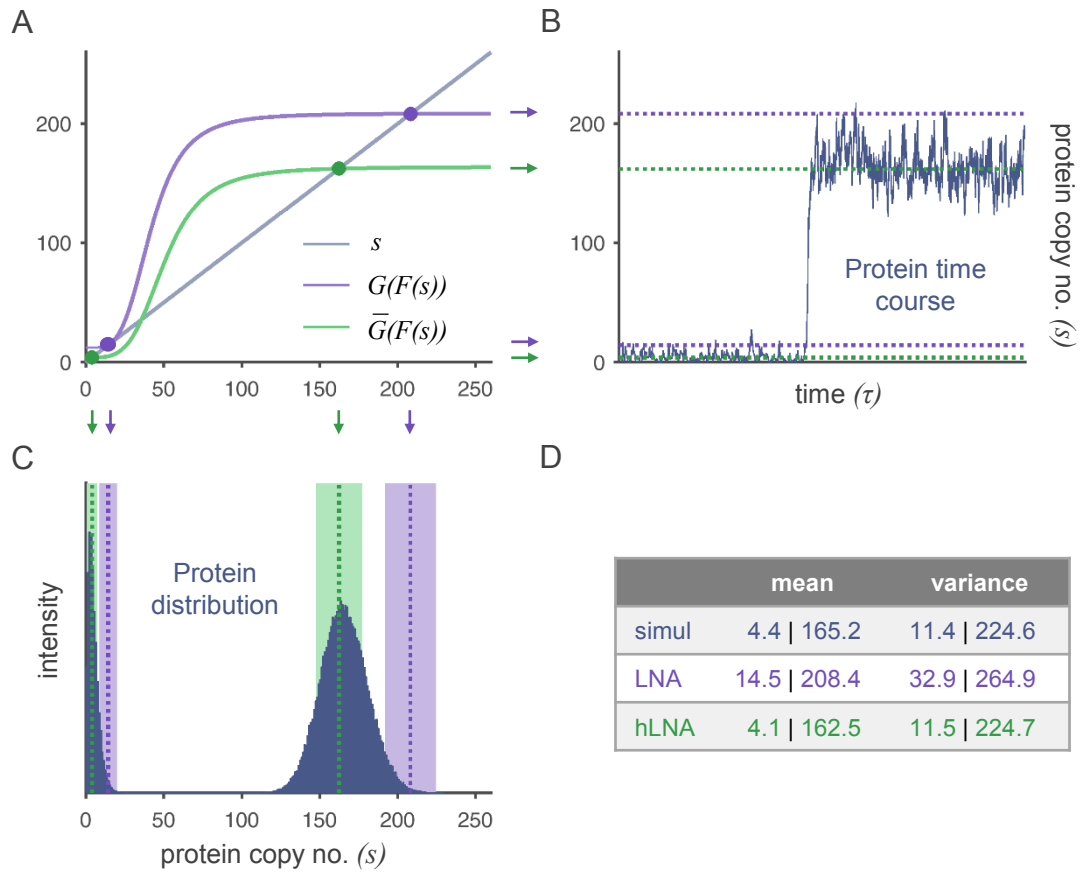 A
200
100
0
0
50
100
150
200
250
s
G(F(s))
G̅(F(s))
B
200
100
0
Protein time
course
time (τ)
protein copy no. (s)
C
intensity
Protein
distribution
0
50
100
150
200
250
protein copy no. (s)
D
mean variance
simul 4.4 | 165.2 11.4 | 224.6
LNA 14.5 | 208.4 32.9 | 264.9
hLNA 4.1 | 162.5 11.5 | 224.7